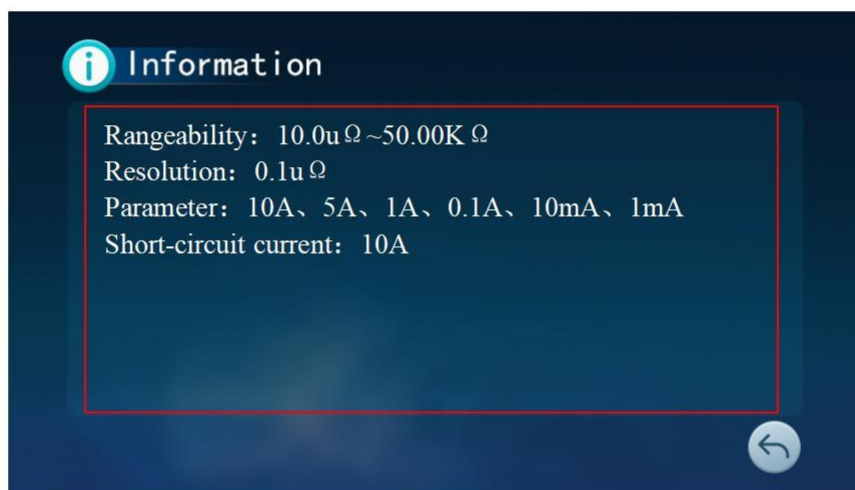 Information
Rangeability：10.0uΩ~50.00KΩ
Resolution：0.1uΩ
Parameter：10A、5A、1A、0.1A、10mA、1mA
Short-circuit current：10A